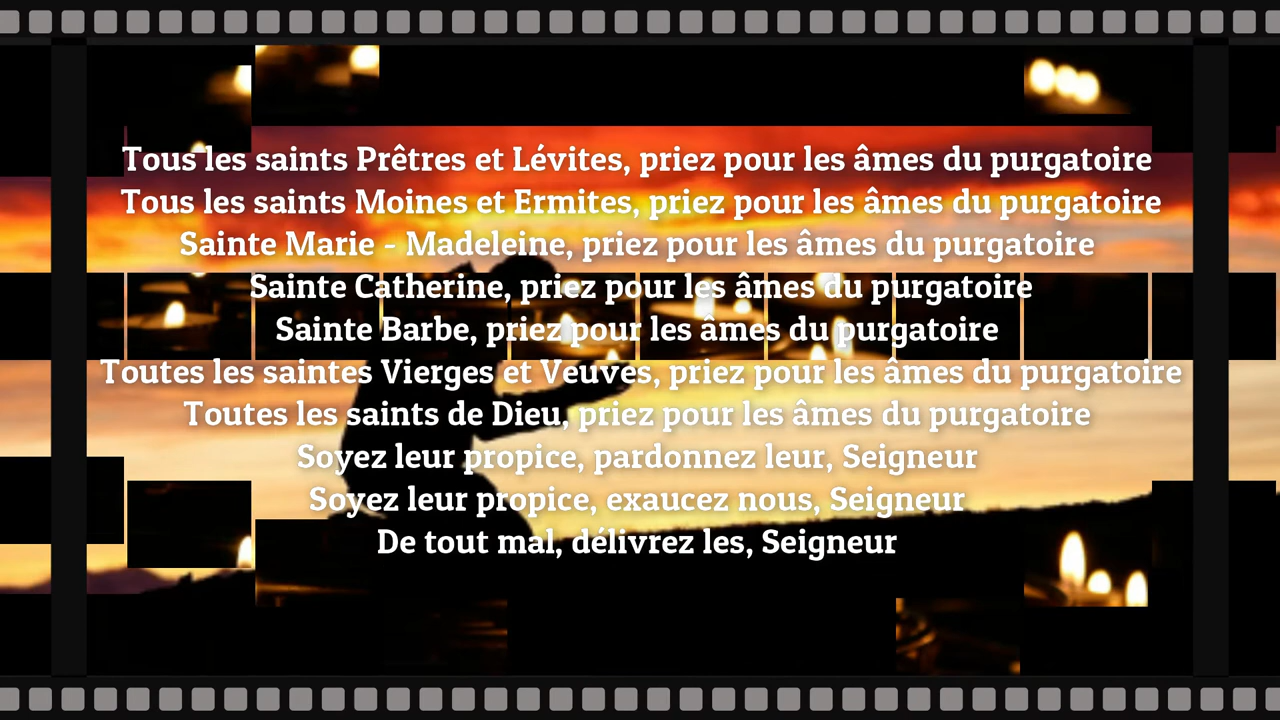 Tous les saints Prêtres et Lévites, priez pour les âmes du purgatoire
Tous les saints Moines et Ermites, priez pour les âmes du purgatoire
Sainte Marie - Madeleine, priez pour les âmes du purgatoire
Sainte Catherine, priez pour les âmes du purgatoire
Sainte Barbe, priez pour les âmes du purgatoire
Toutes les saintes Vierges et Veuves, priez pour les âmes du purgatoire
Toutes les saints de Dieu, priez pour les âmes du purgatoire
Soyez leur propice, pardonnez leur, Seigneur
Soyez leur propice, exaucez nous, Seigneur
De tout mal, délivrez les, Seigneur